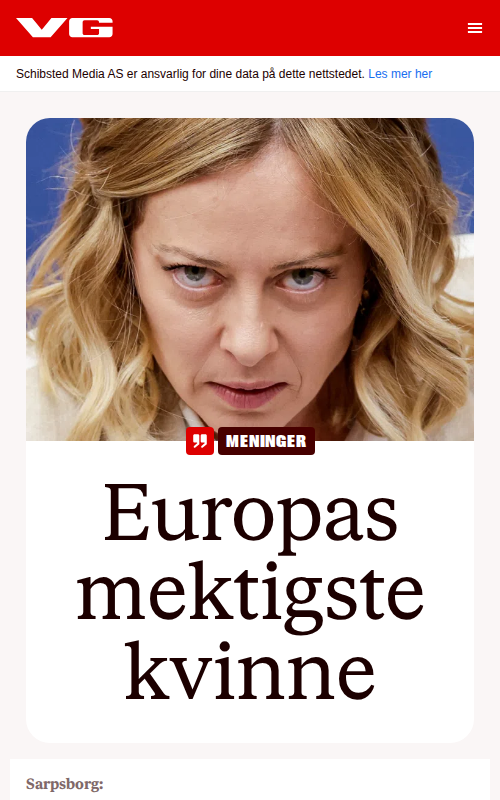 VG
Schibsted Media AS er ansvarlig for dine data på dette nettstedet. Les mer her
MENINGER
Europas
mektigste
kvinne
Sarpsborg: